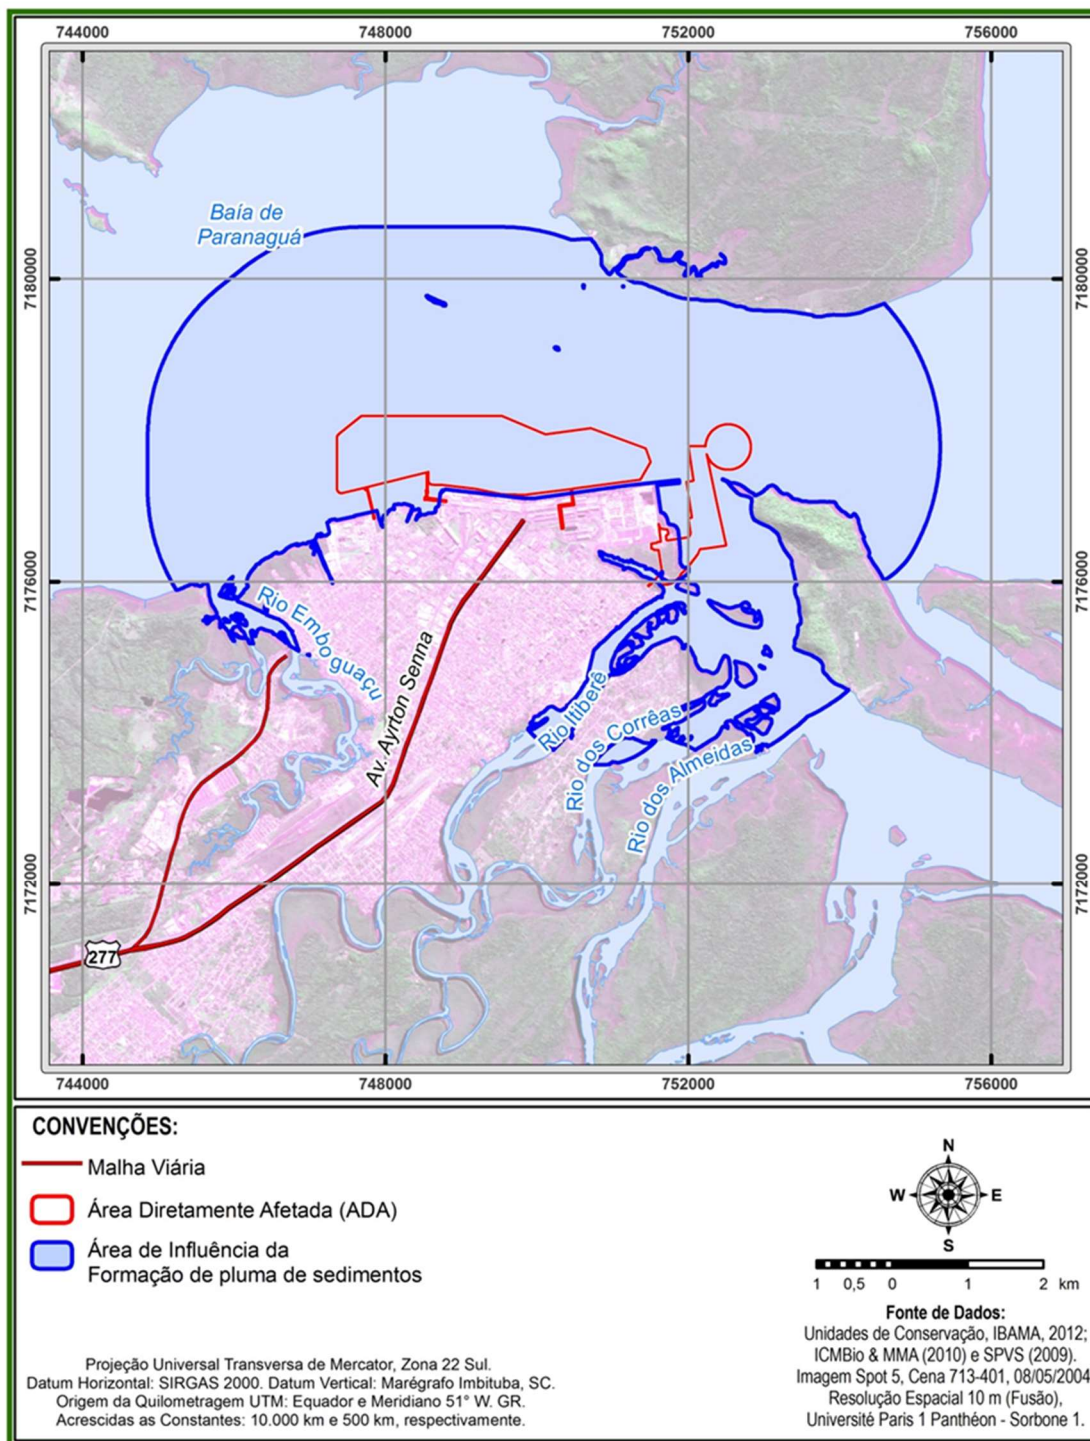 744000 748000 752000 756000
Baía de
Paranaguá
7180000 7180000
7176000 7176000
Rio Emboguaçu
Av. Ayrton Senna
Rio Itiberê
Rio dos Corrêas
Rio dos Almeidas
7172000 7172000
277
744000 748000 752000 756000
CONVENÇÕES:
Malha Viária
Área Diretamente Afetada (ADA)
Área de Influência da
Formação de pluma de sedimentos
N
W E
S
1 0,5 0 1 2 km
Fonte de Dados:
Unidades de Conservação, IBAMA, 2012;
ICMBio & MMA (2010) e SPVS (2009).
Imagem Spot 5, Cena 713-401, 08/05/2004
Resolução Espacial 10 m (Fusão),
Université Paris 1 Panthéon - Sorbone 1.
Projeção Universal Transversa de Mercator, Zona 22 Sul.
Datum Horizontal: SIRGAS 2000. Datum Vertical: Marégrafo Imbituba, SC.
Origem da Quilometragem UTM: Equador e Meridiano 51° W. GR.
Acrescidas as Constantes: 10.000 km e 500 km, respectivamente.